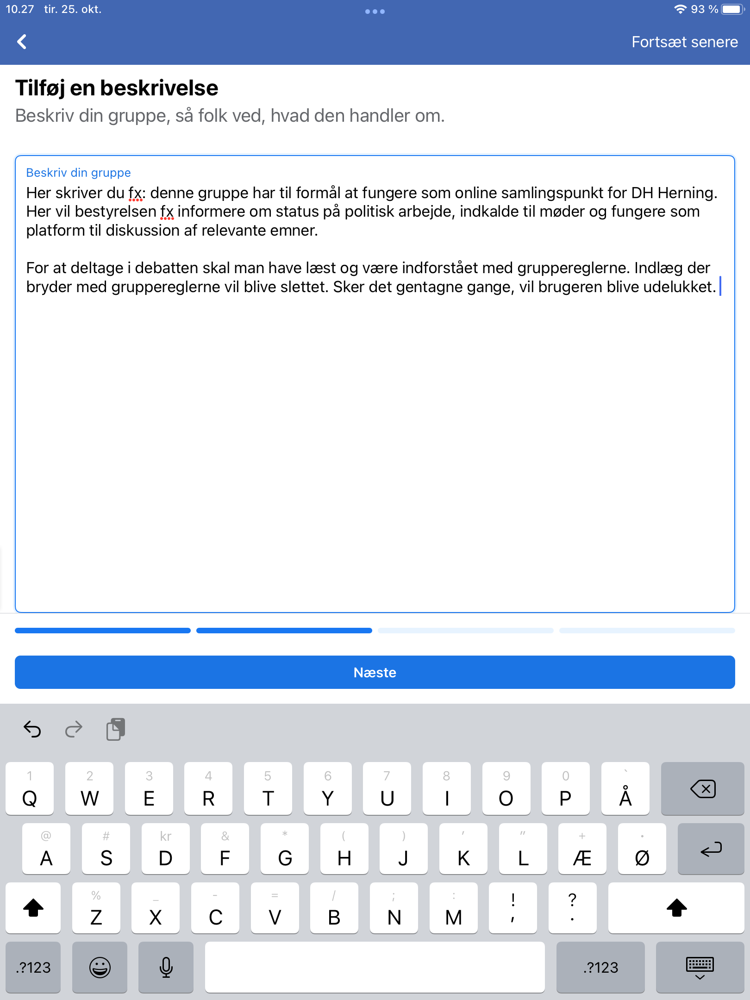 10.27 tir. 25. okt.
93 %
Fortsæt senere
Tilføj en beskrivelse
Beskriv din gruppe, så folk ved, hvad den handler om.
Beskriv din gruppe
Her skriver du fx: denne gruppe har til formål at fungere som online samlingspunkt for DH Herning.
Her vil bestyrelsen fx informere om status på politisk arbejde, indkalde til møder og fungere som
platform til diskussion af relevante emner.
For at deltage i debatten skal man have læst og være indforstået med gruppereglerne. Indlæg der
bryder med gruppereglerne vil blive slettet. Sker det gentagne gange, vil brugeren blive udelukket.
Næste
1 2 3 4 5 6 7 8 9 0 `
Q W E R T Y U I O P Å
@ # kr & * ( ) ' " + •
A S D F G H J K L Æ Ø
% _ - = / ; : ! ?
Z X C V B N M , .
.?123 .?123